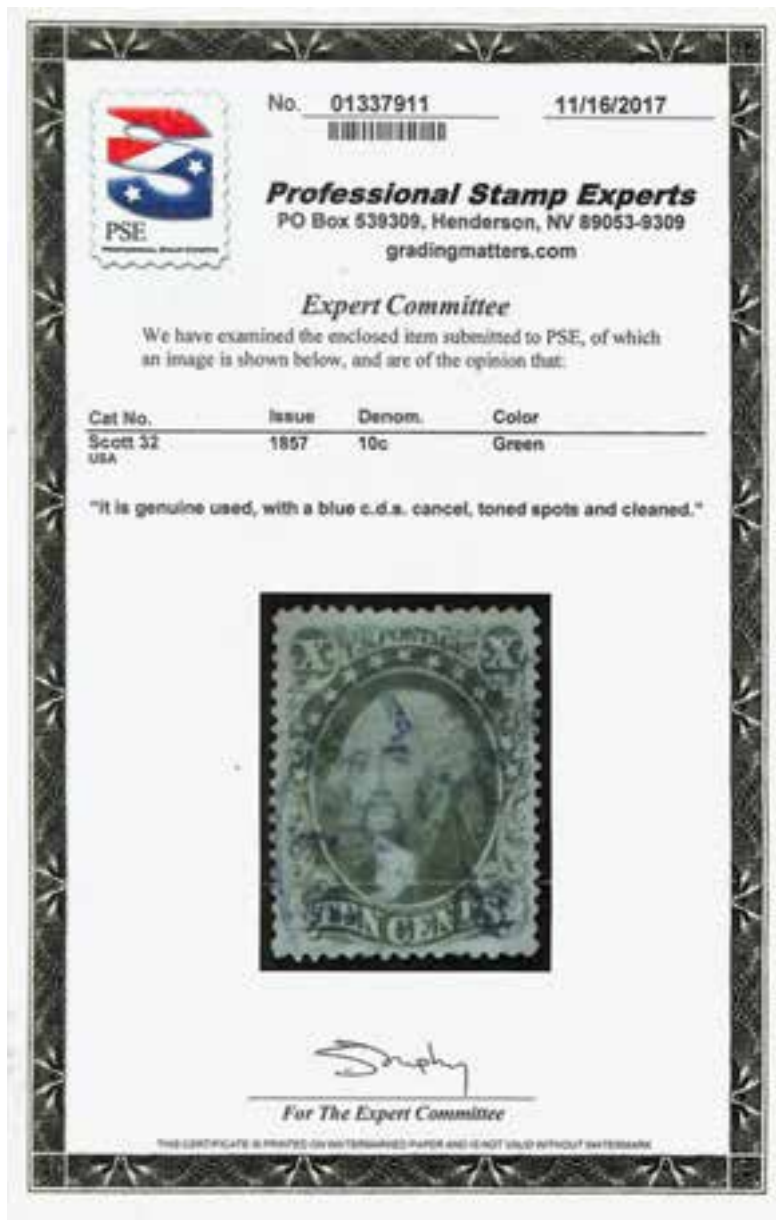 No. 01337911 11/16/2017
PSE
Professional Stamp Experts
PO Box 539309, Henderson, NV 89053-9309
gradingmatters.com
Expert Committee
We have examined the enclosed item submitted to PSE, of which
an image is shown below, and are of the opinion that:
Cat No. Issue Denom. Color
Scott 32 1857 10c Green
USA
"it is genuine used, with a blue c.d.s. cancel, toned spots and cleaned."
X U.S. POSTAGE X
TEN CENTS
For The Expert Committee
THIS CERTIFICATE IS PRINTED ON WATERMARKED PAPER AND IS NOT VALID WITHOUT WATERMARK